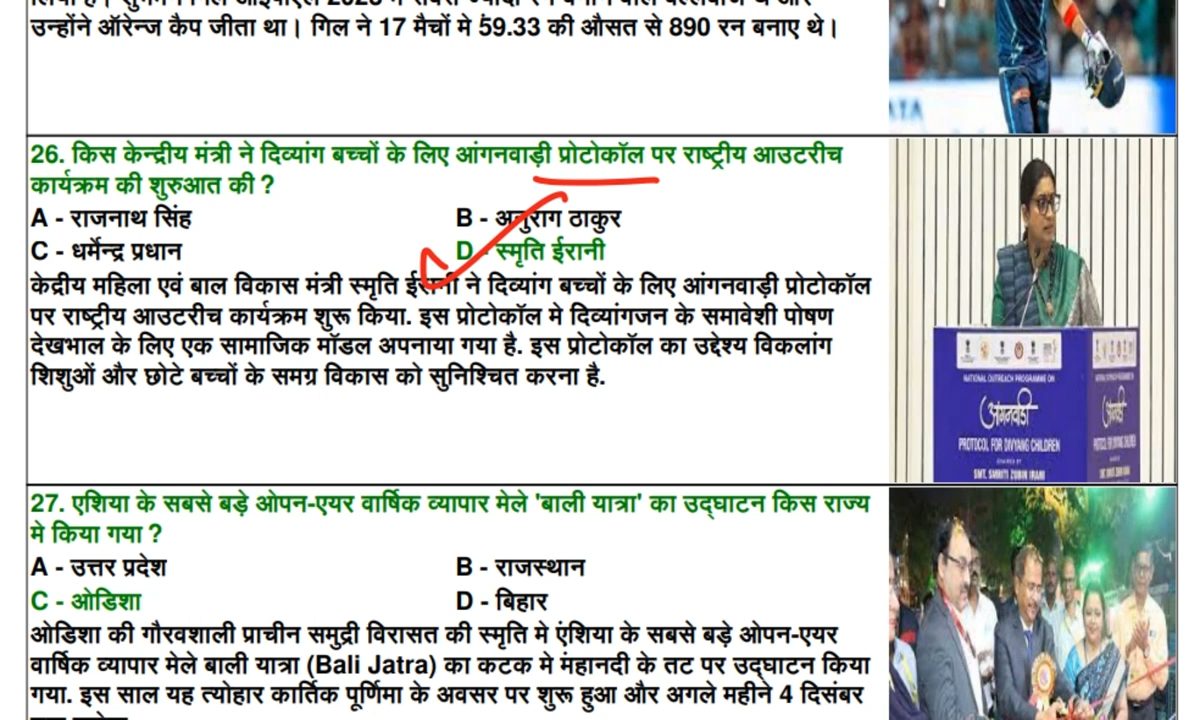 उन्होंने ऑरेन्ज कैप जीता था। गिल ने 17 मैचों मे 59.33 की औसत से 890 रन बनाए थे।
26. किस केन्द्रीय मंत्री ने दिव्यांग बच्चों के लिए आंगनवाड़ी प्रोटोकॉल पर राष्ट्रीय आउटरीच
कार्यक्रम की शुरुआत की ?
A - राजनाथ सिंह
B - अनुराग ठाकुर
C - धर्मेन्द्र प्रधान
D - स्मृति ईरानी
केद्रीय महिला एवं बाल विकास मंत्री स्मृति ईरानी ने दिव्यांग बच्चों के लिए आंगनवाड़ी प्रोटोकॉल
पर राष्ट्रीय आउटरीच कार्यक्रम शुरू किया. इस प्रोटोकॉल मे दिव्यांगजन के समावेशी पोषण
देखभाल के लिए एक सामाजिक मॉडल अपनाया गया है. इस प्रोटोकॉल का उद्देश्य विकलांग
शिशुओं और छोटे बच्चों के समग्र विकास को सुनिश्चित करना है.
NATIONAL OUTREACH PROGRAMME ON
आंगनवाड़ी
PROTOCOL FOR DIVYANG CHILDREN
SMT. SMRITI ZUBIN IRANI
27. एशिया के सबसे बड़े ओपन-एयर वार्षिक व्यापार मेले 'बाली यात्रा' का उद्घाटन किस राज्य
मे किया गया ?
A - उत्तर प्रदेश
B - राजस्थान
C - ओडिशा
D - बिहार
ओडिशा की गौरवशाली प्राचीन समुद्री विरासत की स्मृति मे एंशिया के सबसे बड़े ओपन-एयर
वार्षिक व्यापार मेले बाली यात्रा (Bali Jatra) का कटक मे मंहानदी के तट पर उद्घाटन किया
गया. इस साल यह त्योहार कार्तिक पूर्णिमा के अवसर पर शुरू हुआ और अगले महीने 4 दिसंबर